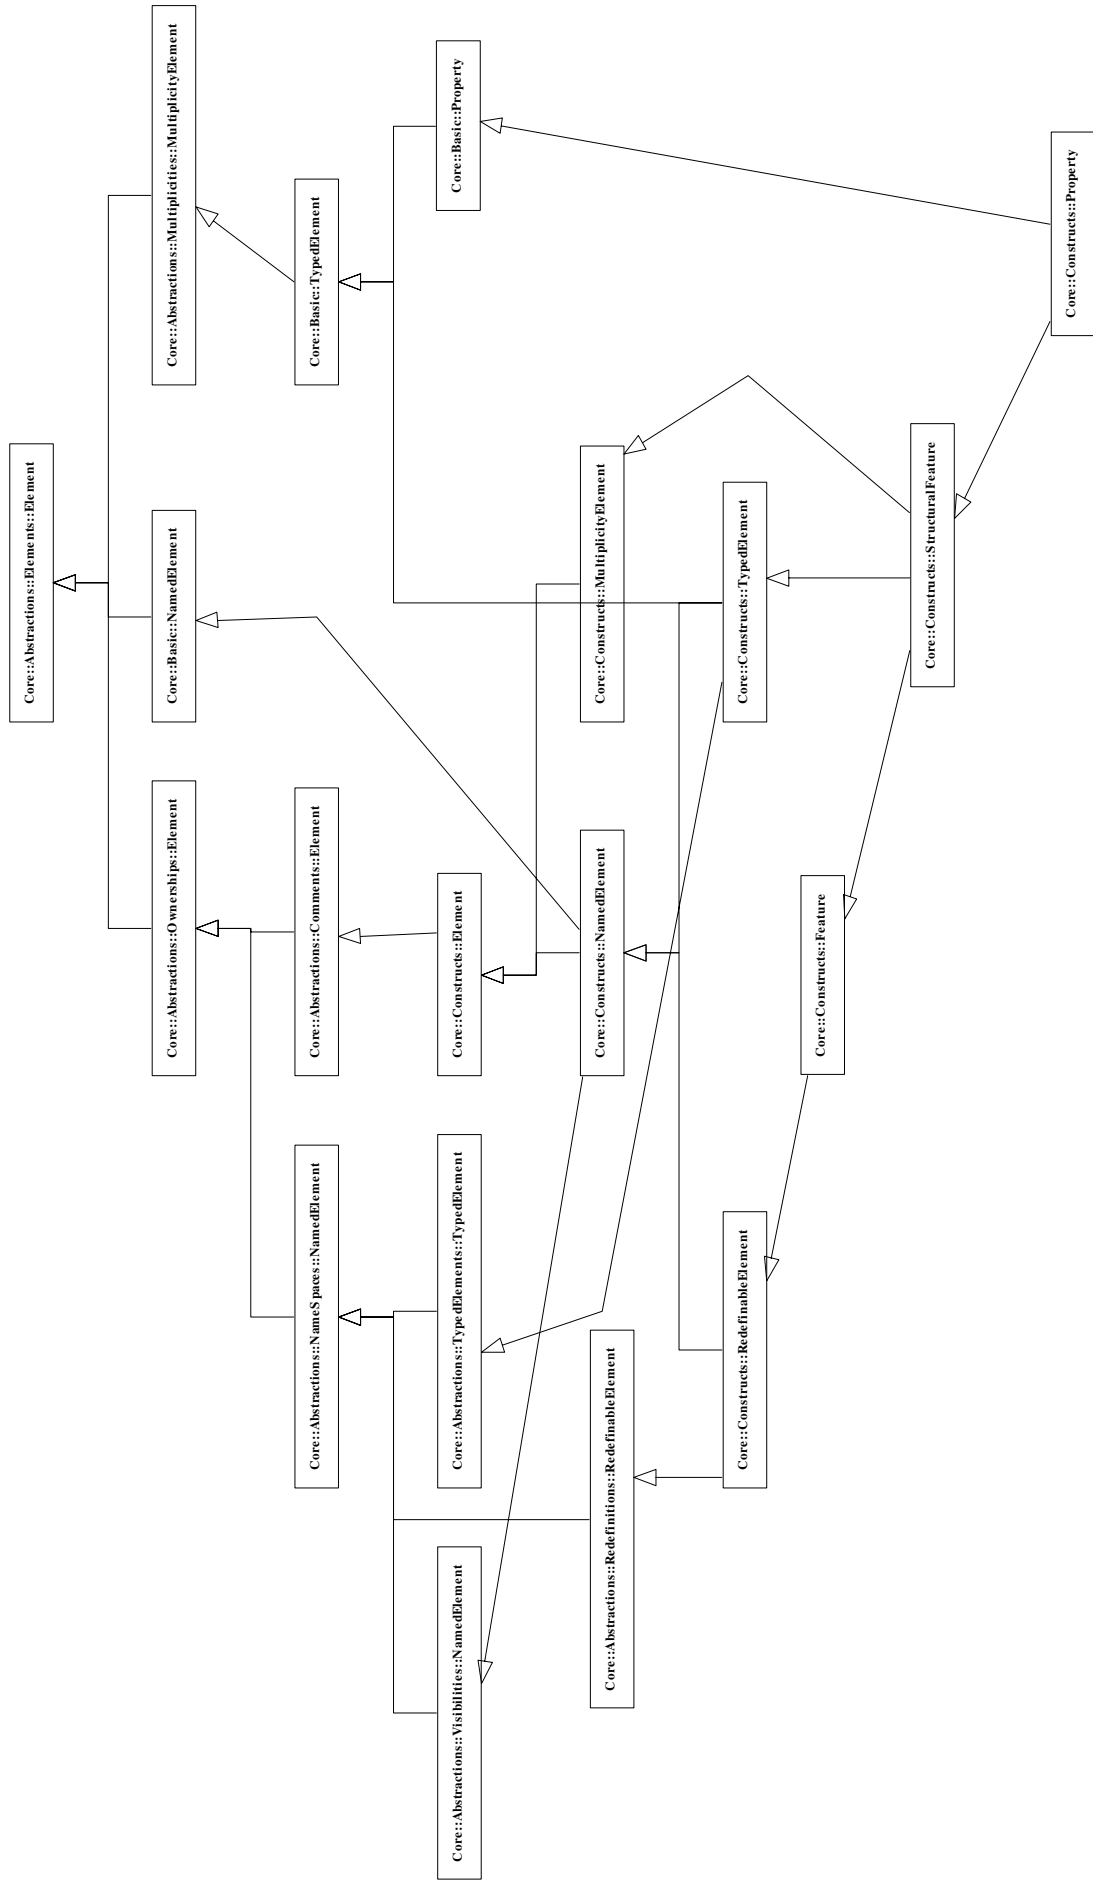 Core::Abstractions::Elements::Element
Core::Abstractions::Ownerships::Element
Core::Basic::NamedElement
Core::Abstractions::Multiplicities::MultiplicityElement
Core::Abstractions::NameSpaces::NamedElement
Core::Abstractions::Comments::Element
Core::Basic::TypedElement
Core::Abstractions::Visibilities::NamedElement
Core::Abstractions::TypedElements::TypedElement
Core::Constructs::Element
Core::Basic::Property
Core::Abstractions::Redefinitions::RedefinableElement
Core::Constructs::NamedElement
Core::Constructs::MultiplicityElement
Core::Constructs::RedefinableElement
Core::Constructs::TypedElement
Core::Constructs::Feature
Core::Constructs::StructuralFeature
Core::Constructs::Property